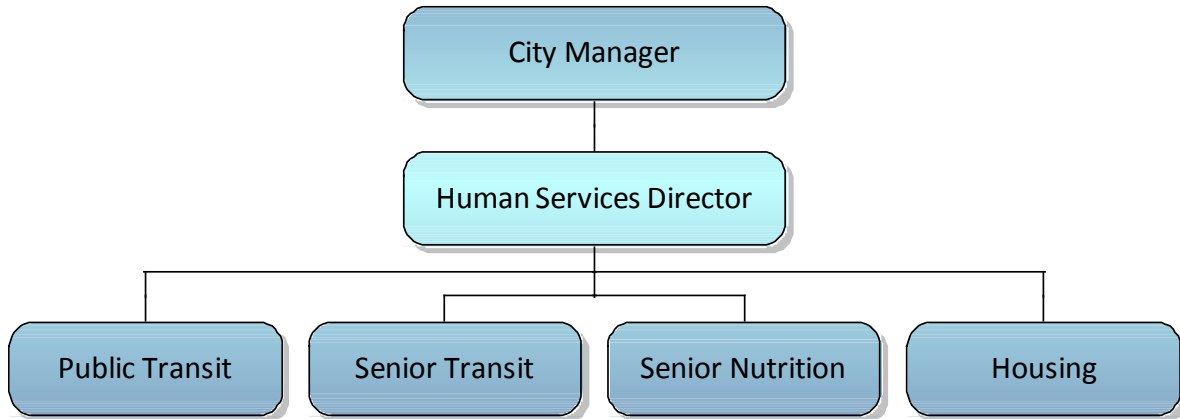 City Manager
Human Services Director
Public Transit
Senior Transit
Senior Nutrition
Housing